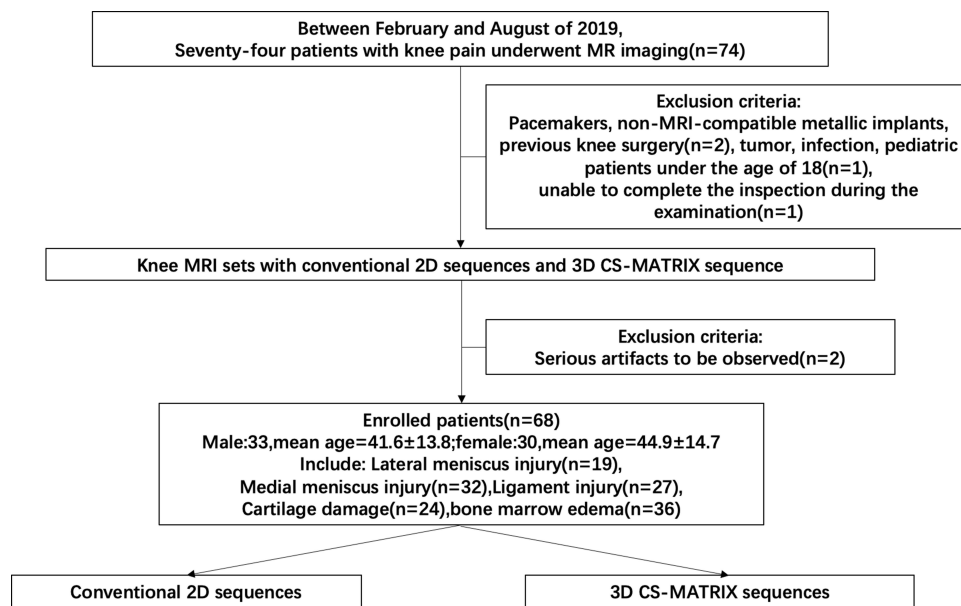 Between February and August of 2019,
Seventy-four patients with knee pain underwent MR imaging(n=74)
Exclusion criteria:
Pacemakers, non-MRI-compatible metallic implants,
previous knee surgery(n=2), tumor, infection, pediatric
patients under the age of 18(n=1),
unable to complete the inspection during the
examination(n=1)
Knee MRI sets with conventional 2D sequences and 3D CS-MATRIX sequence
Exclusion criteria:
Serious artifacts to be observed(n=2)
Enrolled patients(n=68)
Male:33,mean age=41.6±13.8;female:30,mean age=44.9±14.7
Include: Lateral meniscus injury(n=19),
Medial meniscus injury(n=32),Ligament injury(n=27),
Cartilage damage(n=24),bone marrow edema(n=36)
Conventional 2D sequences
3D CS-MATRIX sequences